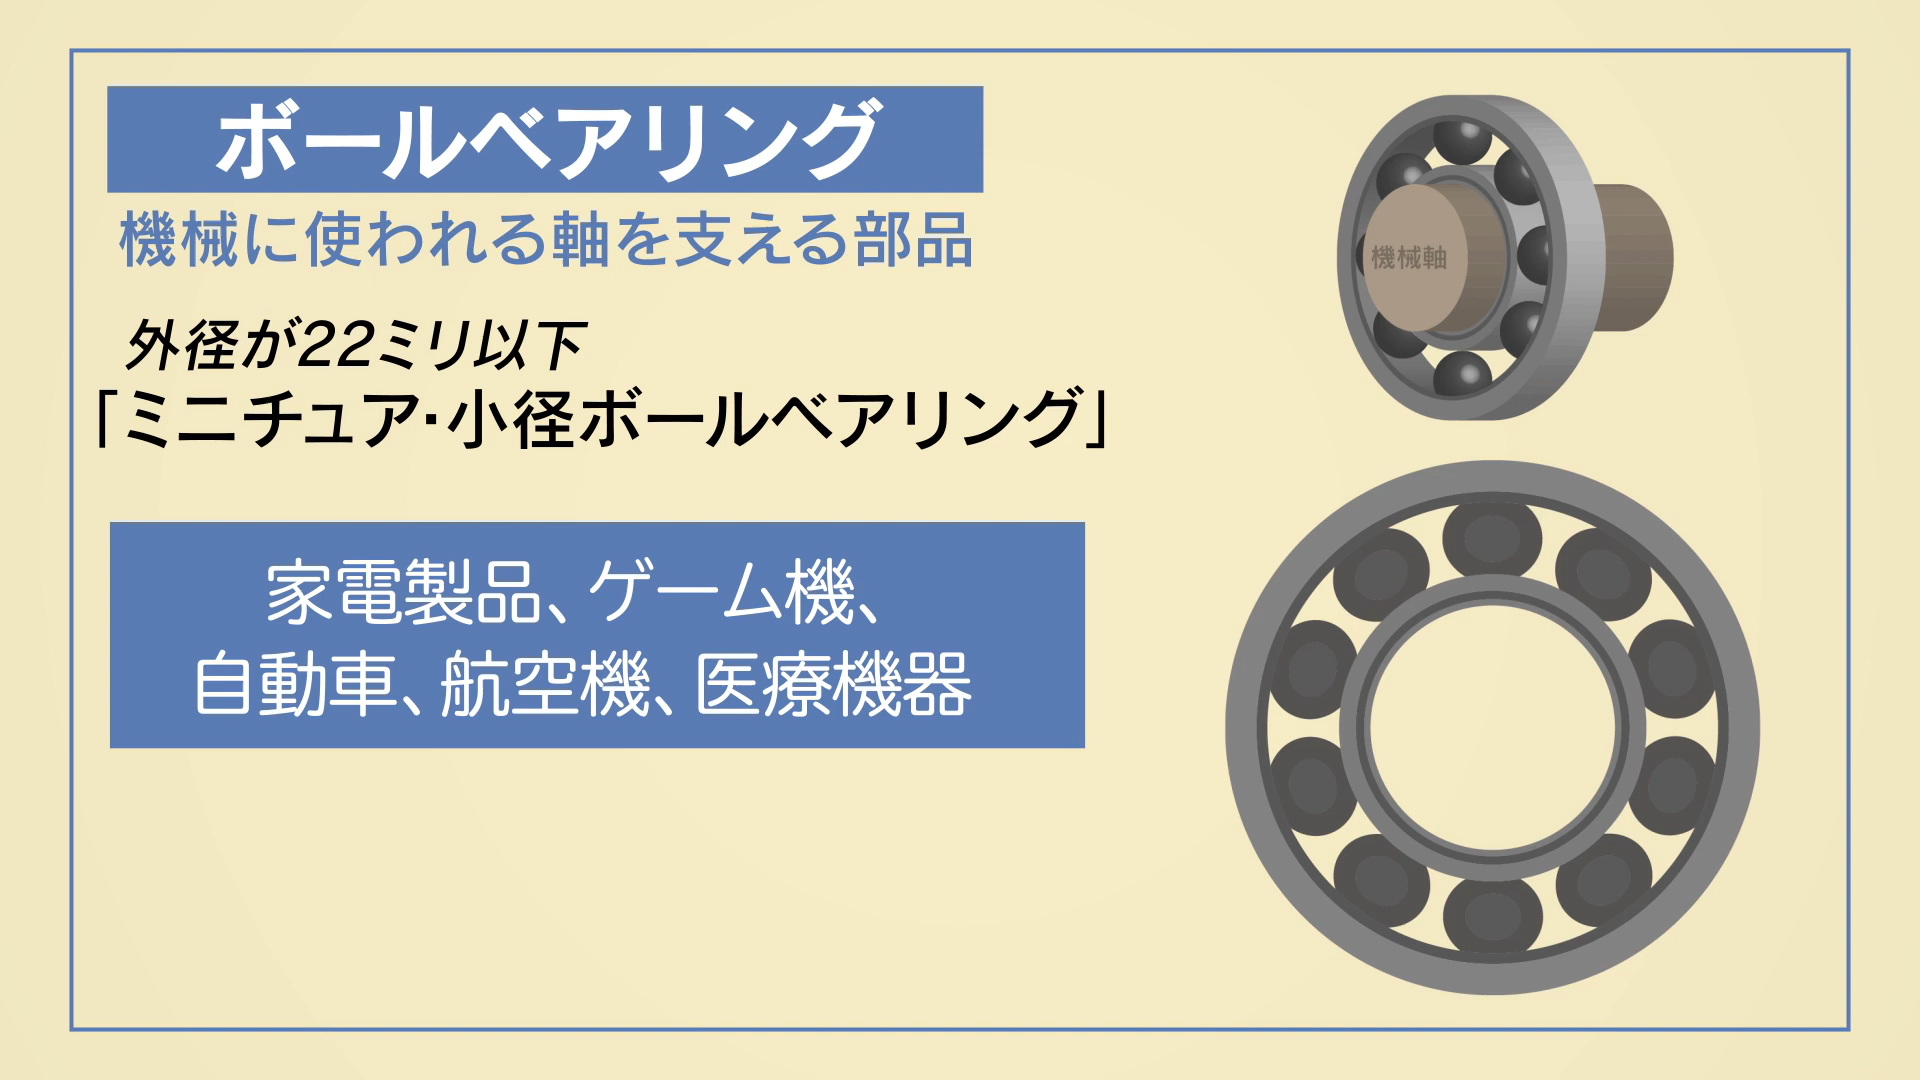 ボールベアリング
機械に使われる軸を支える部品
外径が22ミリ以下
「ミニチュア・小径ボールベアリング」
家電製品、ゲーム機、
自動車、航空機、医療機器
機械軸